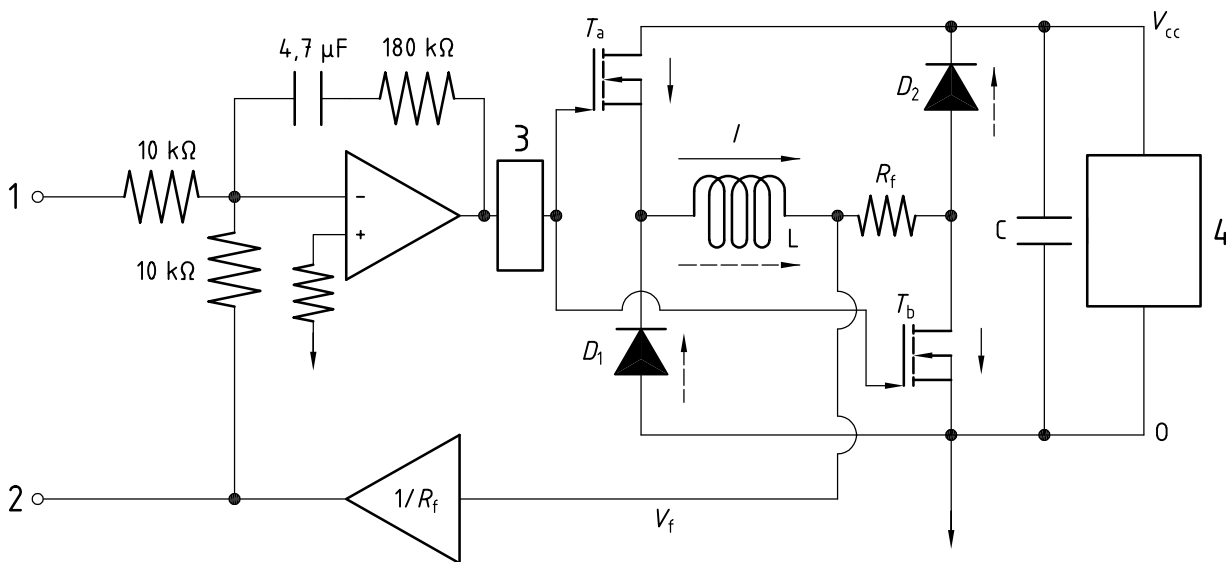 T_a
V_cc
4,7 µF
180 kΩ
3
D_2
10 kΩ
I
1
-
R_f
+
C
4
L
10 kΩ
T_b
D_1
0
2
1/R_f
V_f